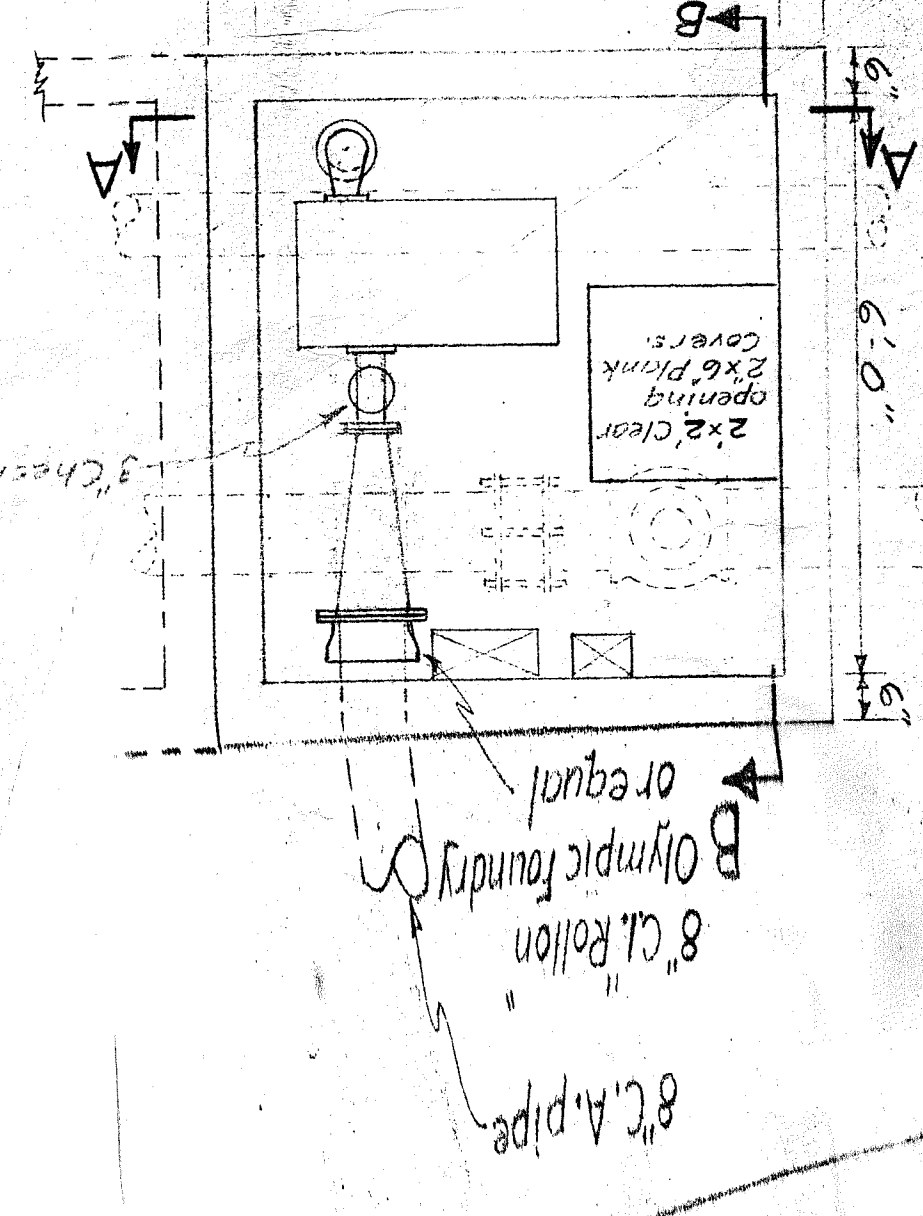 8" C.A. pipe
8" C.I. "Rollon"
B Olympic Foundry
or equal
6"
3" Check
2'x2' Clear
opening
2"x6" Plank
Covers.
6'-0"
A
A
6"
B